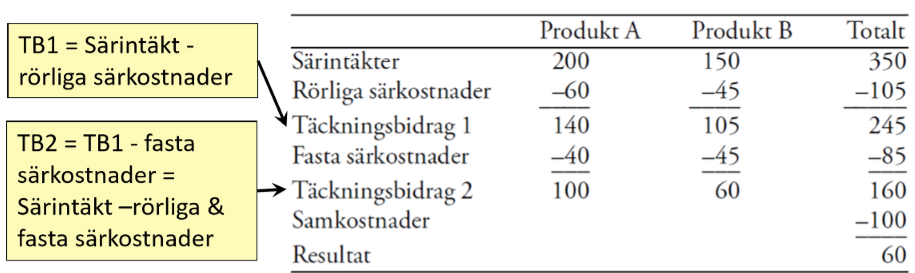 TB1 = Särintäkt -
rörliga särkostnader
TB2 = TB1 - fasta
särkostnader =
Särintäkt –rörliga &
fasta särkostnader
Produkt A Produkt B Totalt
Särintäkter 200 150 350
Rörliga särkostnader –60 –45 –105
Täckningsbidrag 1 140 105 245
Fasta särkostnader –40 –45 –85
Täckningsbidrag 2 100 60 160
Samkostnader –100
Resultat 60